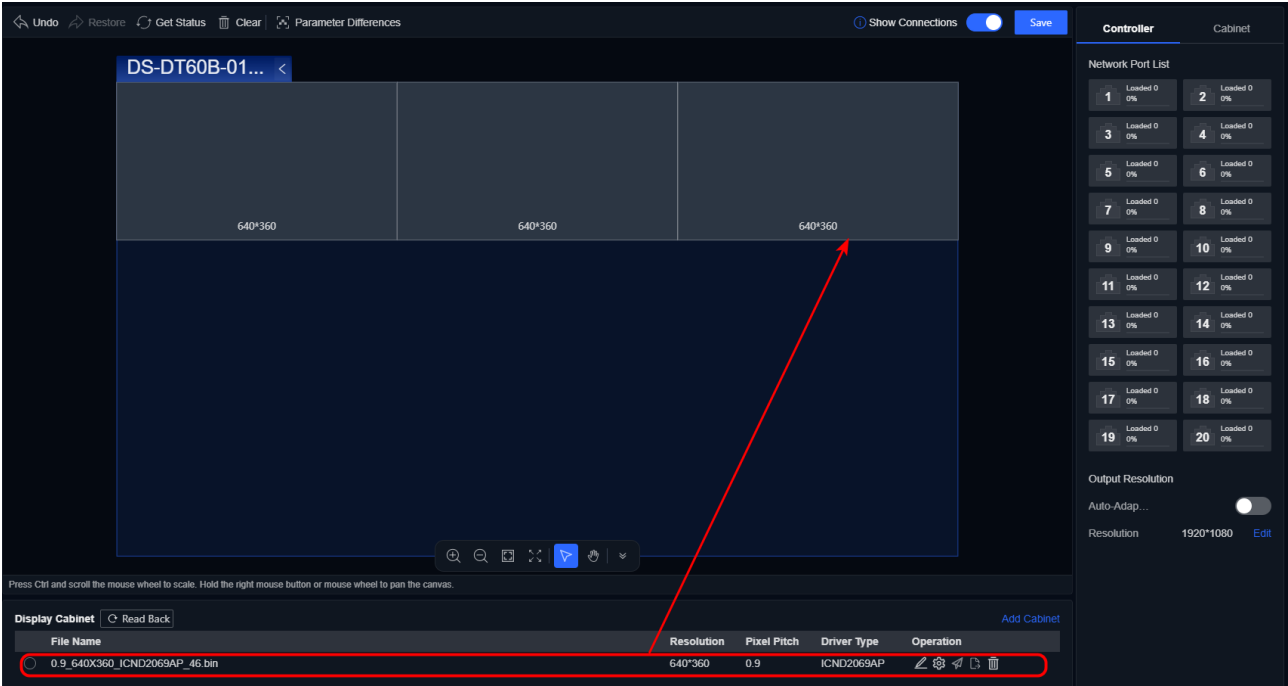 Undo Restore Get Status Clear Parameter Differences Show Connections Save
Controller Cabinet
DS-DT60B-01... <
Network Port List
1 Loaded 0 0% 2 Loaded 0 0%
3 Loaded 0 0% 4 Loaded 0 0%
5 Loaded 0 0% 6 Loaded 0 0%
7 Loaded 0 0% 8 Loaded 0 0%
9 Loaded 0 0% 10 Loaded 0 0%
11 Loaded 0 0% 12 Loaded 0 0%
13 Loaded 0 0% 14 Loaded 0 0%
15 Loaded 0 0% 16 Loaded 0 0%
17 Loaded 0 0% 18 Loaded 0 0%
19 Loaded 0 0% 20 Loaded 0 0%
640*360 640*360 640*360
Output Resolution
Auto-Adap...
Resolution 1920*1080 Edit
Press Ctrl and scroll the mouse wheel to scale. Hold the right mouse button or mouse wheel to pan the canvas.
Display Cabinet Read Back Add Cabinet
File Name Resolution Pixel Pitch Driver Type Operation
0.9_640X360_ICND2069AP_46.bin 640*360 0.9 ICND2069AP